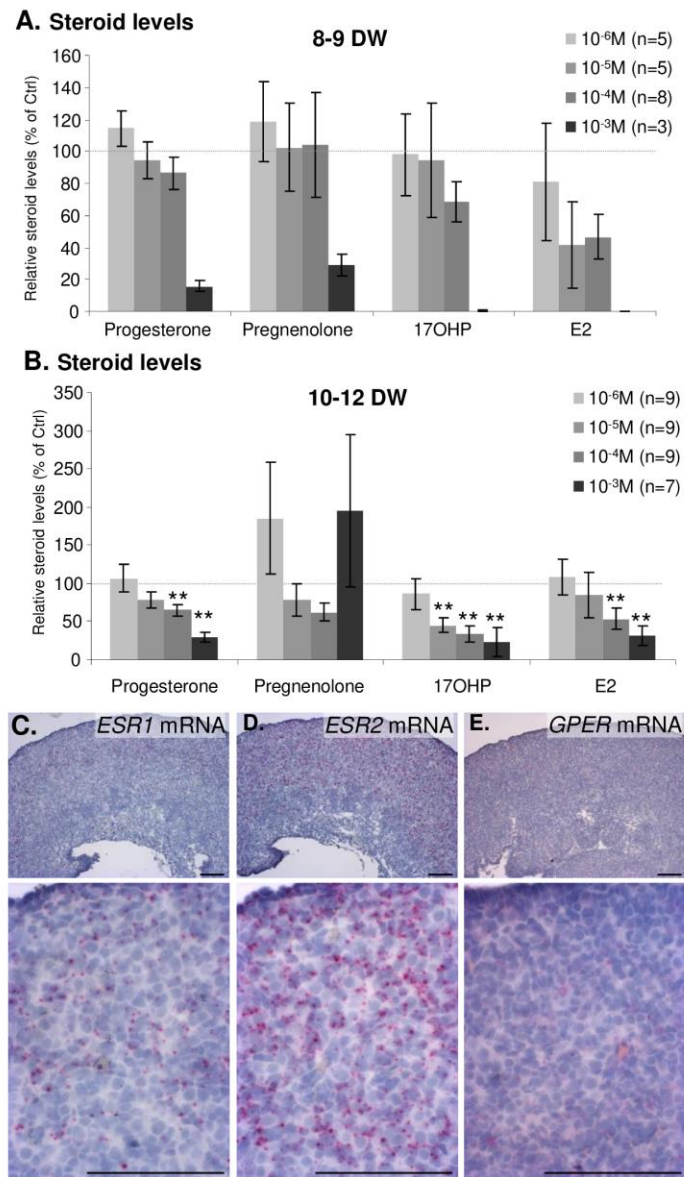 A. Steroid levels
8-9 DW
Relative steroid levels (% of Ctrl)
160
140
120
100
80
60
40
20
0
10⁻⁶M (n=5)
10⁻⁵M (n=5)
10⁻⁴M (n=8)
10⁻³M (n=3)
Progesterone Pregnenolone 17OHP E2
B. Steroid levels
10-12 DW
Relative steroid levels (% of Ctrl)
350
300
250
200
150
100
50
0
10⁻⁶M (n=9)
10⁻⁵M (n=9)
10⁻⁴M (n=9)
10⁻³M (n=7)
** ** ** ** ** ** **
Progesterone Pregnenolone 17OHP E2
C. ESR1 mRNA
D. ESR2 mRNA
E. GPER mRNA